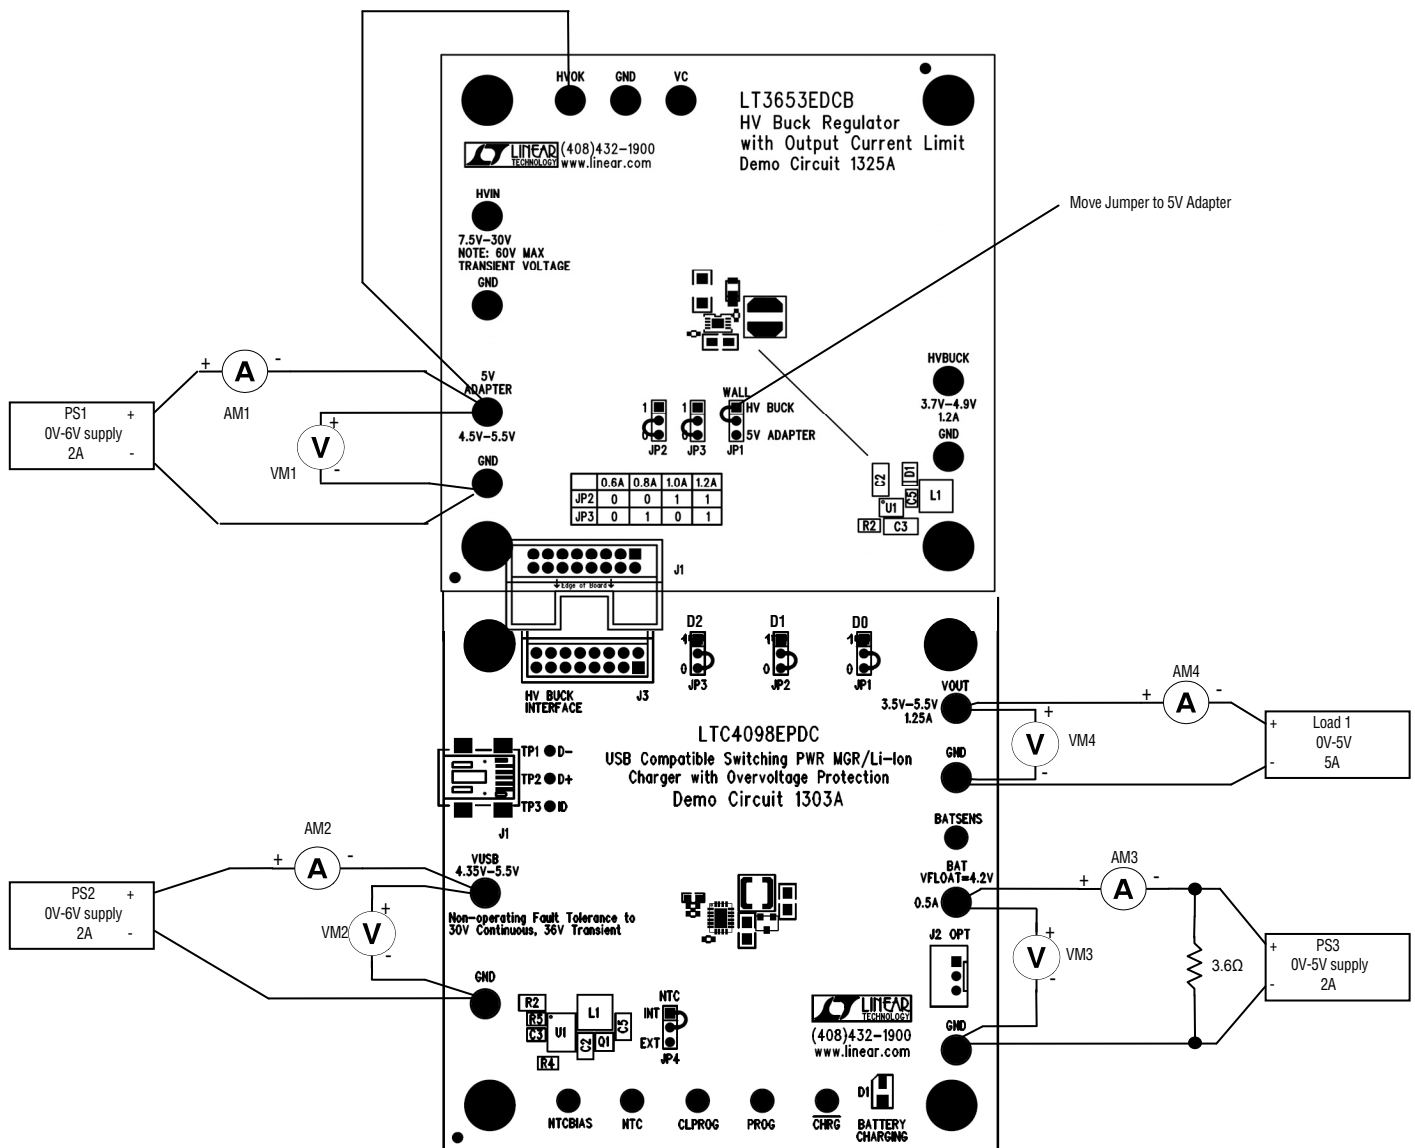 HVOK GND VC
LT3653EDCB
HV Buck Regulator
with Output Current Limit
Demo Circuit 1325A
LINEAR TECHNOLOGY (408)432-1900
www.linear.com
HVIN
7.5V-30V
NOTE: 60V MAX
TRANSIENT VOLTAGE
GND
Move Jumper to 5V Adapter
+ A -
AM1
PS1 +
0V-6V supply
2A -
+
V
-
VM1
5V
ADAPTER
4.5V-5.5V
GND
WALL
1 1 HV BUCK
0 0 5V ADAPTER
JP2 JP3 JP1
HVBUCK
3.7V-4.9V
1.2A
GND
0.6A 0.8A 1.0A 1.2A
JP2 0 0 1 1
JP3 0 1 0 1
C2 D1
C5 L1
U1
R2 C3
J1
Edge of Board
D2 D1 D0
1 1 1
0 0 0
JP3 JP2 JP1
J3
HV BUCK
INTERFACE
VOUT
3.5V-5.5V
1.25A
GND
AM4
+ A -
+
V
-
VM4
+ Load 1
0V-5V
- 5A
LTC4098EPDC
USB Compatible Switching PWR MGR/Li-Ion
Charger with Overvoltage Protection
Demo Circuit 1303A
TP1 D-
TP2 D+
TP3 ID
J1
BATSENS
AM2
+ A -
PS2 +
0V-6V supply
2A -
+
V
-
VM2
VUSB
4.35V-5.5V
Non-operating Fault Tolerance to
30V Continuous, 36V Transient
GND
BAT
VFLOAT=4.2V
0.5A
J2 OPT
GND
AM3
+ A -
+
V
-
VM3
3.6Ω
+ PS3
0V-5V supply
- 2A
R2
R3
C3
R4
U1
L1
C2
Q1
C5
NTC
INT
EXT
JP4
LINEAR TECHNOLOGY
(408)432-1900
www.linear.com
D1
NTCBIAS NTC CLPROG PROG CHRG BATTERY
CHARGING